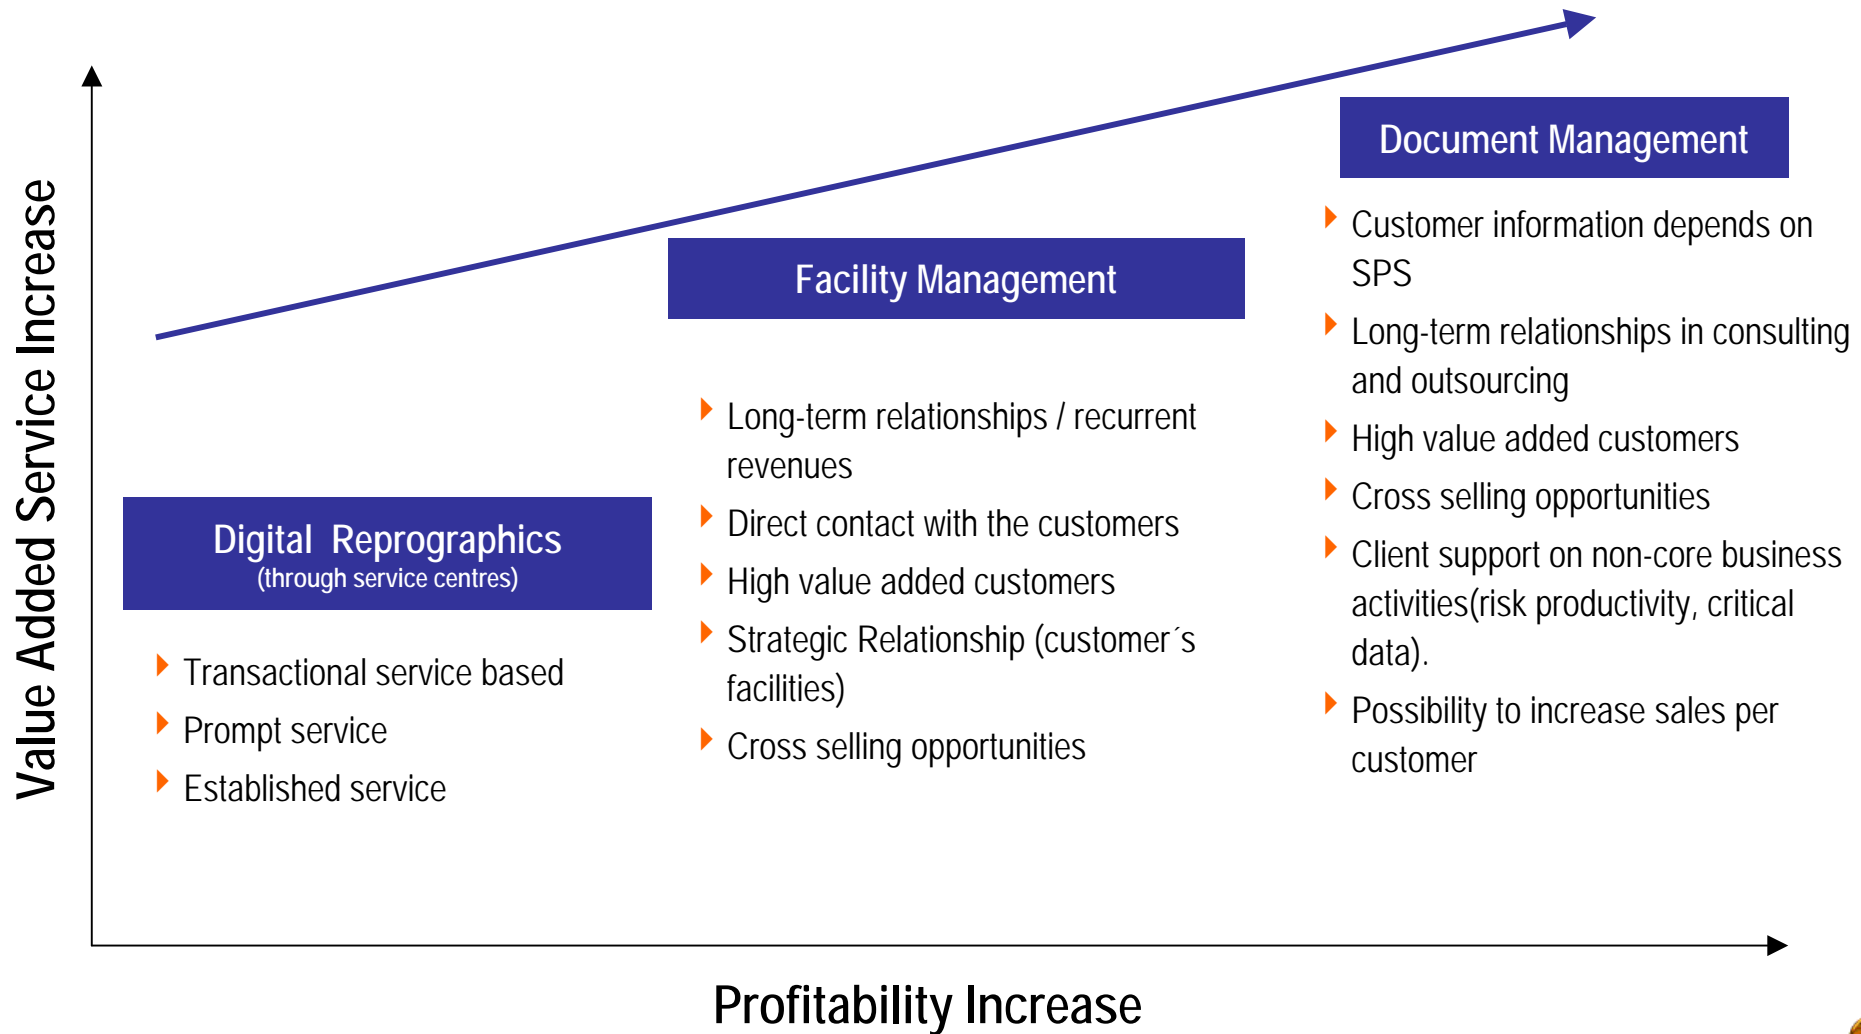 Value Added Service Increase
Digital Reprographics
(through service centres)
Transactional service based
Prompt service
Established service
Facility Management
Long-term relationships / recurrent
revenues
Direct contact with the customers
High value added customers
Strategic Relationship (customer´s
facilities)
Cross selling opportunities
Document Management
Customer information depends on
SPS
Long-term relationships in consulting
and outsourcing
High value added customers
Cross selling opportunities
Client support on non-core business
activities(risk productivity, critical
data).
Possibility to increase sales per
customer
Profitability Increase